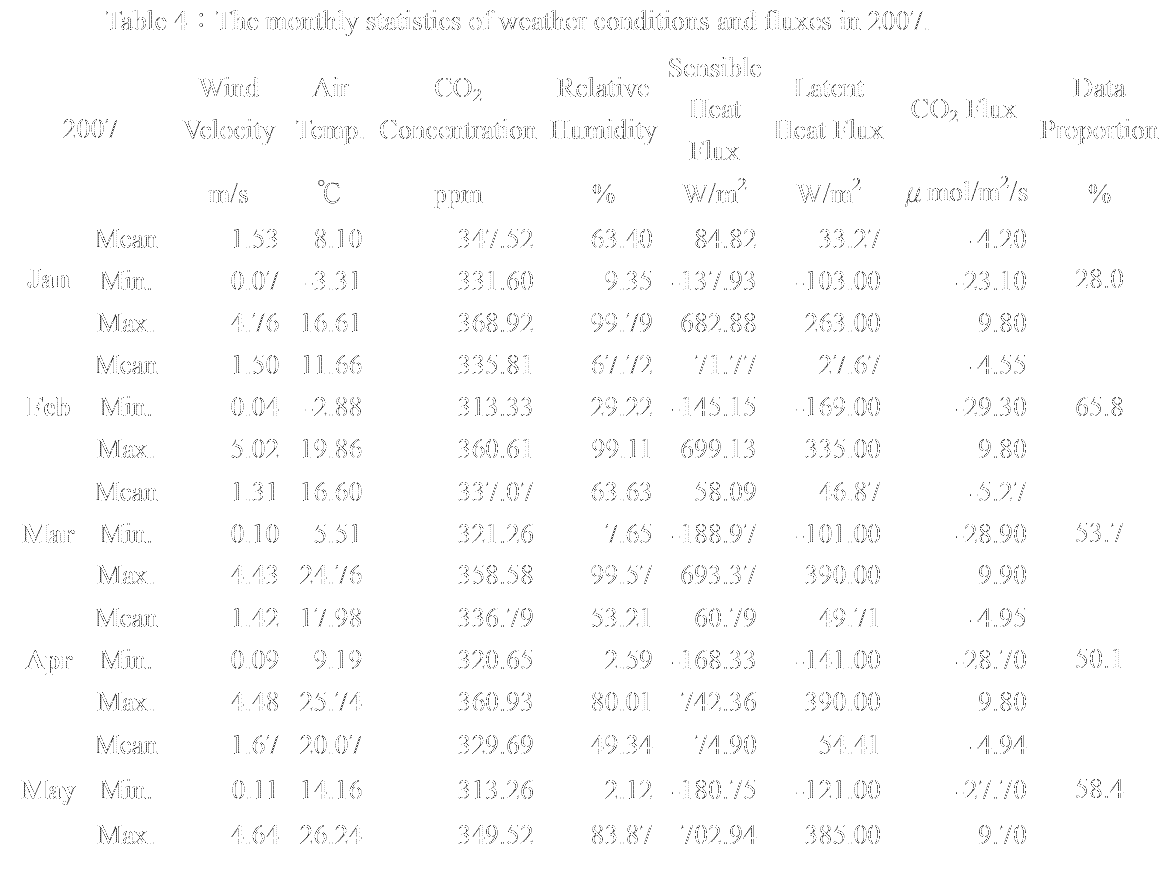 Table 4：The monthly statistics of weather conditions and fluxes in 2007.
2007 Wind Velocity Air Temp. CO₂ Concentration Relative Humidity Sensible Heat Flux Latent Heat Flux CO₂ Flux Data Proportion
m/s ℃ ppm % W/m² W/m² μ mol/m²/s %
Mean 1.53 8.10 347.52 63.40 84.82 33.27 -4.20
Jan Min. 0.07 -3.31 331.60 9.35 -137.93 -103.00 -23.10 28.0
Max. 4.76 16.61 368.92 99.79 682.88 263.00 9.80
Mean 1.50 11.66 335.81 67.72 71.77 27.67 -4.55
Feb Min. 0.04 -2.88 313.33 29.22 -145.15 -169.00 -29.30 65.8
Max. 5.02 19.86 360.61 99.11 699.13 335.00 9.80
Mean 1.31 16.60 337.07 63.63 58.09 46.87 -5.27
Mar Min. 0.10 5.51 321.26 7.65 -188.97 -101.00 -28.90 53.7
Max. 4.43 24.76 358.58 99.57 693.37 390.00 9.90
Mean 1.42 17.98 336.79 53.21 60.79 49.71 -4.95
Apr Min. 0.09 9.19 320.65 2.59 -168.33 -141.00 -28.70 50.1
Max. 4.48 25.74 360.93 80.01 742.36 390.00 9.80
Mean 1.67 20.07 329.69 49.34 74.90 54.41 -4.94
May Min. 0.11 14.16 313.26 2.12 -180.75 -121.00 -27.70 58.4
Max. 4.64 26.24 349.52 83.87 702.94 385.00 9.70